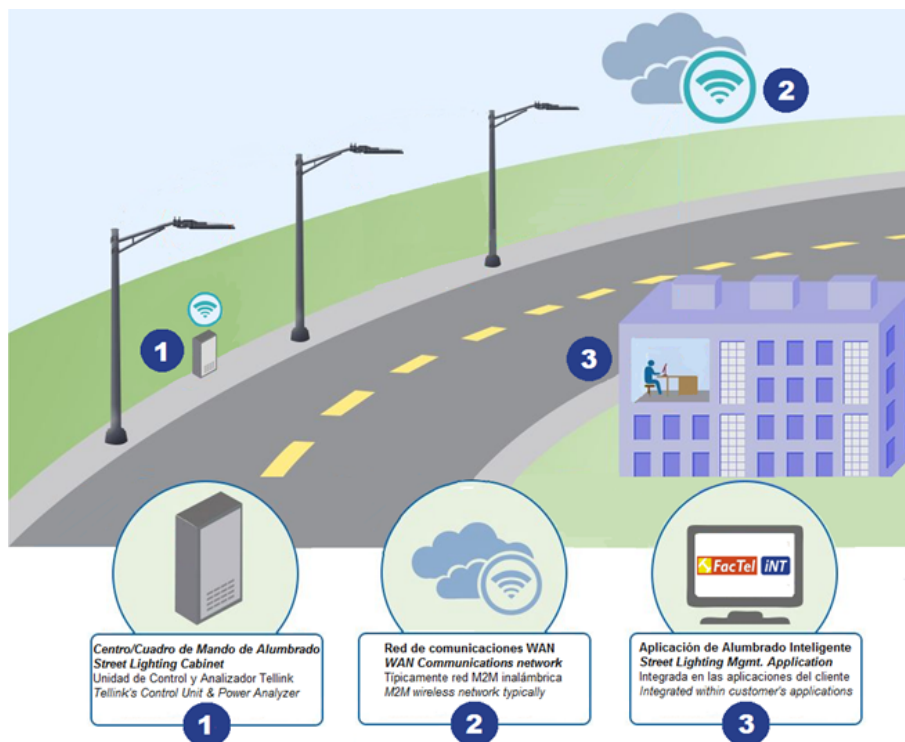 2
1
3
FacTel iNT
Centro/Cuadro de Mando de Alumbrado
Street Lighting Cabinet
Unidad de Control y Analizador Tellink
Tellink's Control Unit & Power Analyzer
1
Red de comunicaciones WAN
WAN Communications network
Típicamente red M2M inalámbrica
M2M wireless network typically
2
Aplicación de Alumbrado Inteligente
Street Lighting Mgmt. Application
Integrada en las aplicaciones del cliente
Integrated within customer's applications
3